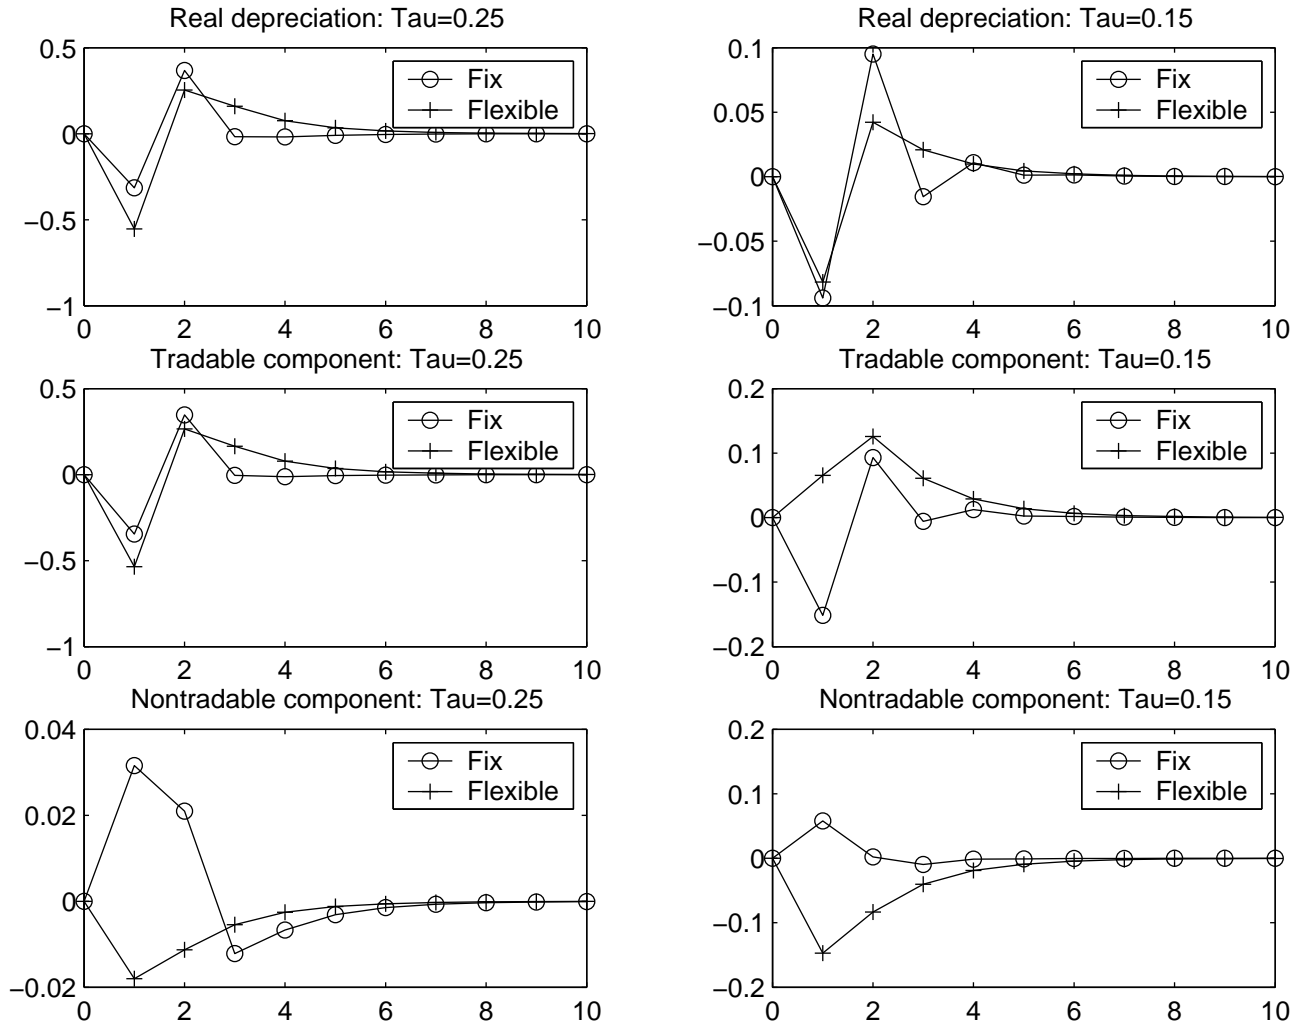 Real depreciation: Tau=0.25
0.5
0
−0.5
−1
0 2 4 6 8 10
Fix
Flexible
Real depreciation: Tau=0.15
0.1
0.05
0
−0.05
−0.1
0 2 4 6 8 10
Fix
Flexible
Tradable component: Tau=0.25
0.5
0
−0.5
−1
0 2 4 6 8 10
Fix
Flexible
Tradable component: Tau=0.15
0.2
0.1
0
−0.1
−0.2
0 2 4 6 8 10
Fix
Flexible
Nontradable component: Tau=0.25
0.04
0.02
0
−0.02
0 2 4 6 8 10
Fix
Flexible
Nontradable component: Tau=0.15
0.2
0.1
0
−0.1
−0.2
0 2 4 6 8 10
Fix
Flexible